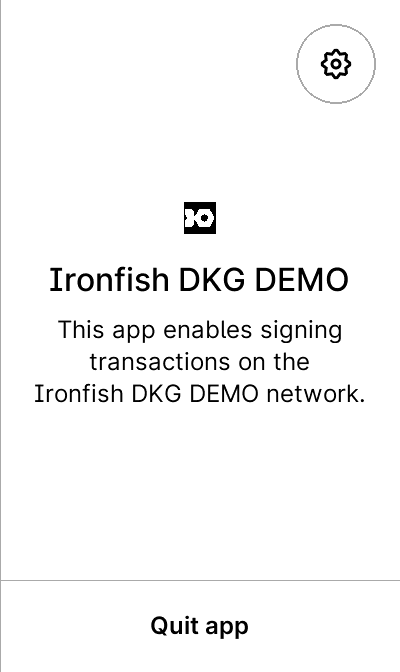 Ironfish DKG DEMO
This app enables signing
transactions on the
Ironfish DKG DEMO network.
Quit app